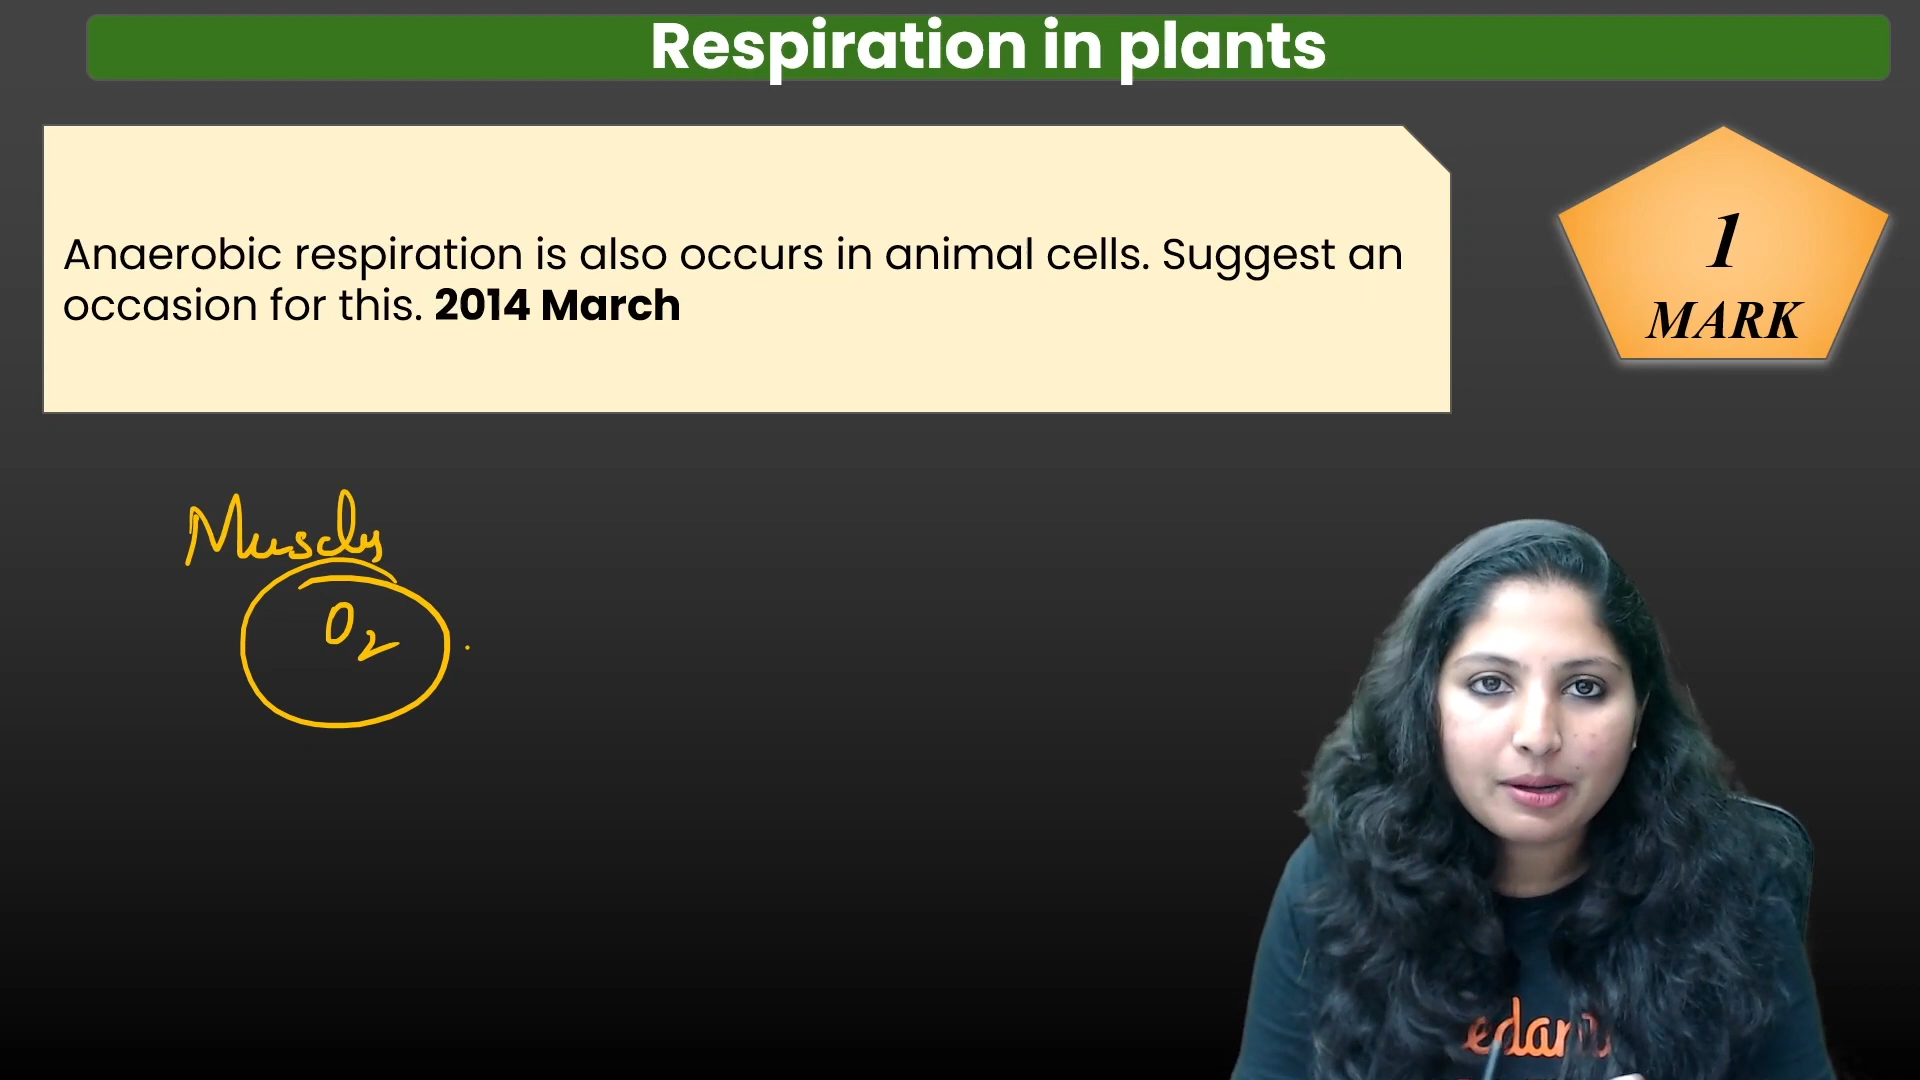 Respiration in plants
Anaerobic respiration is also occurs in animal cells. Suggest an
occasion for this. 2014 March
1
MARK
Muscles
O2
edan